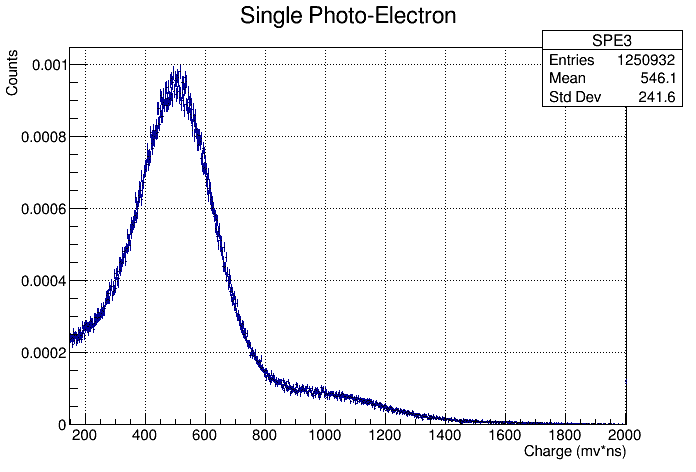 Single Photo-Electron
SPE3
Entries 1250932
Mean 546.1
Std Dev 241.6
Counts
0.001
0.0008
0.0006
0.0004
0.0002
0
200 400 600 800 1000 1200 1400 1600 1800 2000
Charge (mv*ns)